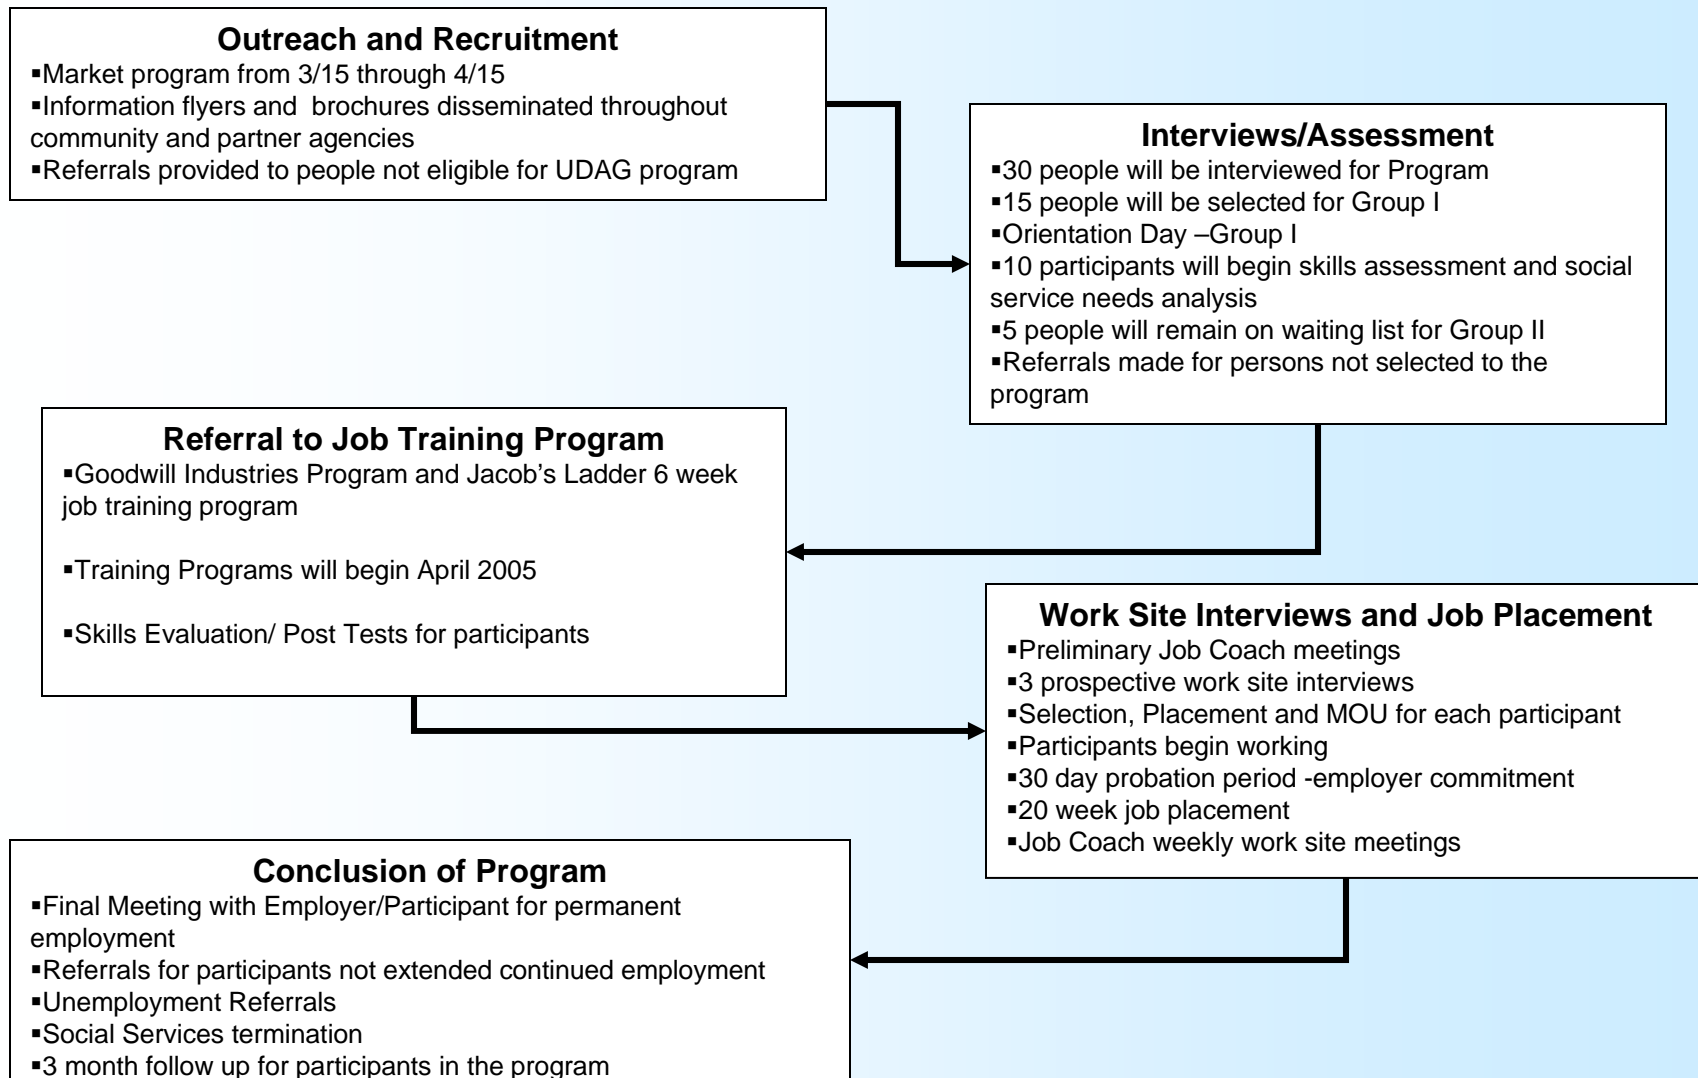 Outreach and Recruitment
▪Market program from 3/15 through 4/15
▪Information flyers and brochures disseminated throughout
community and partner agencies
▪Referrals provided to people not eligible for UDAG program
Interviews/Assessment
▪30 people will be interviewed for Program
▪15 people will be selected for Group I
▪Orientation Day –Group I
▪10 participants will begin skills assessment and social
service needs analysis
▪5 people will remain on waiting list for Group II
▪Referrals made for persons not selected to the
program
Referral to Job Training Program
▪Goodwill Industries Program and Jacob’s Ladder 6 week
job training program
▪Training Programs will begin April 2005
▪Skills Evaluation/ Post Tests for participants
Work Site Interviews and Job Placement
▪Preliminary Job Coach meetings
▪3 prospective work site interviews
▪Selection, Placement and MOU for each participant
▪Participants begin working
▪30 day probation period -employer commitment
▪20 week job placement
▪Job Coach weekly work site meetings
Conclusion of Program
▪Final Meeting with Employer/Participant for permanent
employment
▪Referrals for participants not extended continued employment
▪Unemployment Referrals
▪Social Services termination
▪3 month follow up for participants in the program